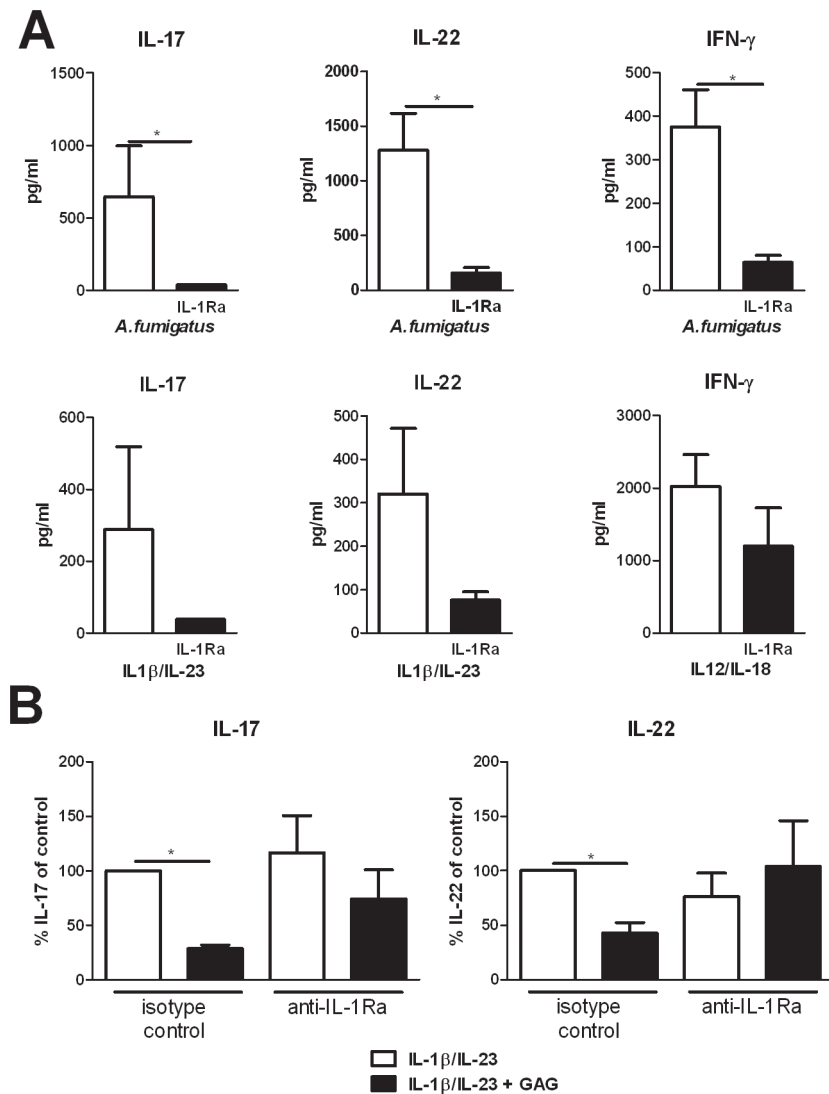 A
IL-17
IL-22
IFN-γ
1500
1000
500
0
pg/ml
*
IL-1Ra
A.fumigatus
2000
1500
1000
500
0
*
IL-1Ra
A.fumigatus
500
400
300
200
100
0
pg/ml
*
IL-1Ra
A.fumigatus
IL-17
IL-22
IFN-γ
600
400
200
0
pg/ml
IL-1Ra
IL1β/IL-23
500
400
300
200
100
0
pg/ml
IL-1Ra
IL1β/IL-23
3000
2000
1000
0
pg/ml
IL-1Ra
IL12/IL-18
B
IL-17
IL-22
200
150
100
50
0
% IL-17 of control
*
isotype
control
anti-IL-1Ra
200
150
100
50
0
% IL-22 of control
*
isotype
control
anti-IL-1Ra
IL-1β/IL-23
IL-1β/IL-23 + GAG